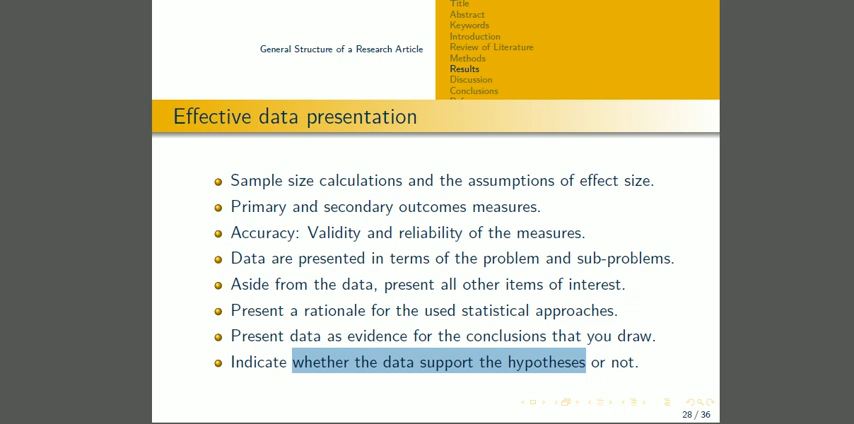 General Structure of a Research Article
Title
Abstract
Keywords
Introduction
Review of Literature
Methods
Results
Discussion
Conclusions
Effective data presentation
Sample size calculations and the assumptions of effect size.
Primary and secondary outcomes measures.
Accuracy: Validity and reliability of the measures.
Data are presented in terms of the problem and sub-problems.
Aside from the data, present all other items of interest.
Present a rationale for the used statistical approaches.
Present data as evidence for the conclusions that you draw.
Indicate whether the data support the hypotheses or not.
28 / 36